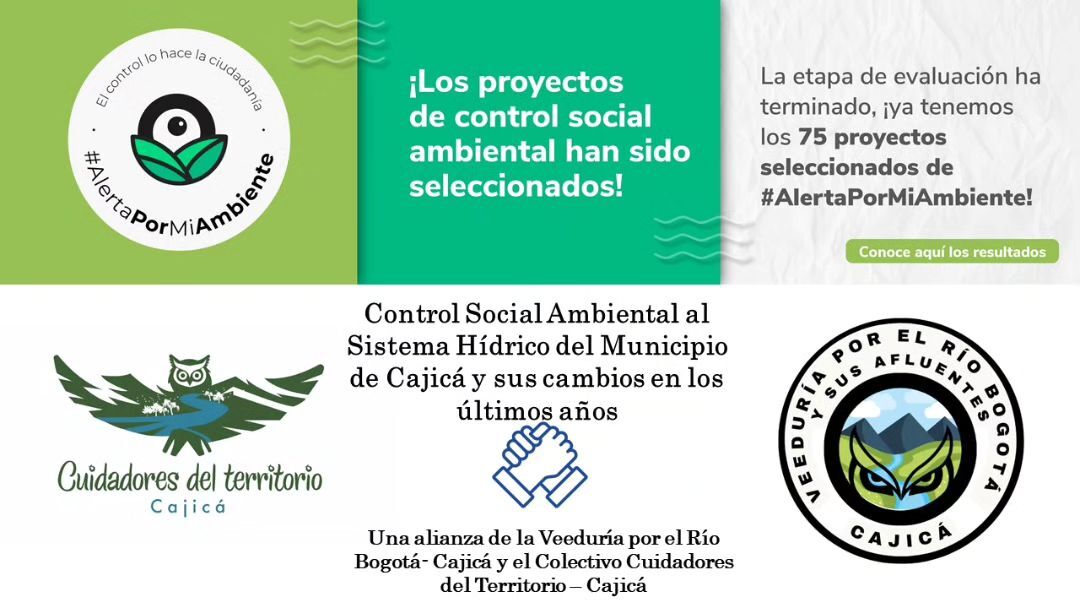 El control lo hace la ciudadanía
#AlertaPorMiAmbiente
¡Los proyectos
de control social
ambiental han sido
seleccionados!
La etapa de evaluación ha
terminado, ¡ya tenemos
los 75 proyectos
seleccionados de
#AlertaPorMiAmbiente!
Conoce aquí los resultados
Cuidadores del territorio
Cajicá
Control Social Ambiental al
Sistema Hídrico del Municipio
de Cajicá y sus cambios en los
últimos años
Una alianza de la Veeduría por el Río
Bogotá- Cajicá y el Colectivo Cuidadores
del Territorio – Cajicá
VEEDURÍA POR EL RÍO BOGOTÁ
Y SUS AFLUENTES
CAJICÁ